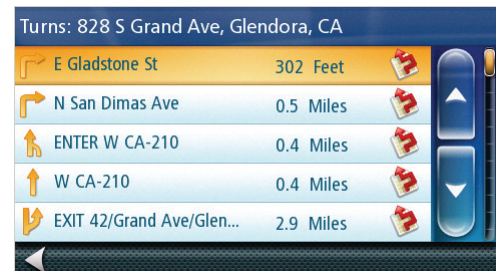 Turns: 828 S Grand Ave, Glendora, CA
E Gladstone St 302 Feet
N San Dimas Ave 0.5 Miles
ENTER W CA-210 0.4 Miles
W CA-210 0.4 Miles
EXIT 42/Grand Ave/Glen... 2.9 Miles